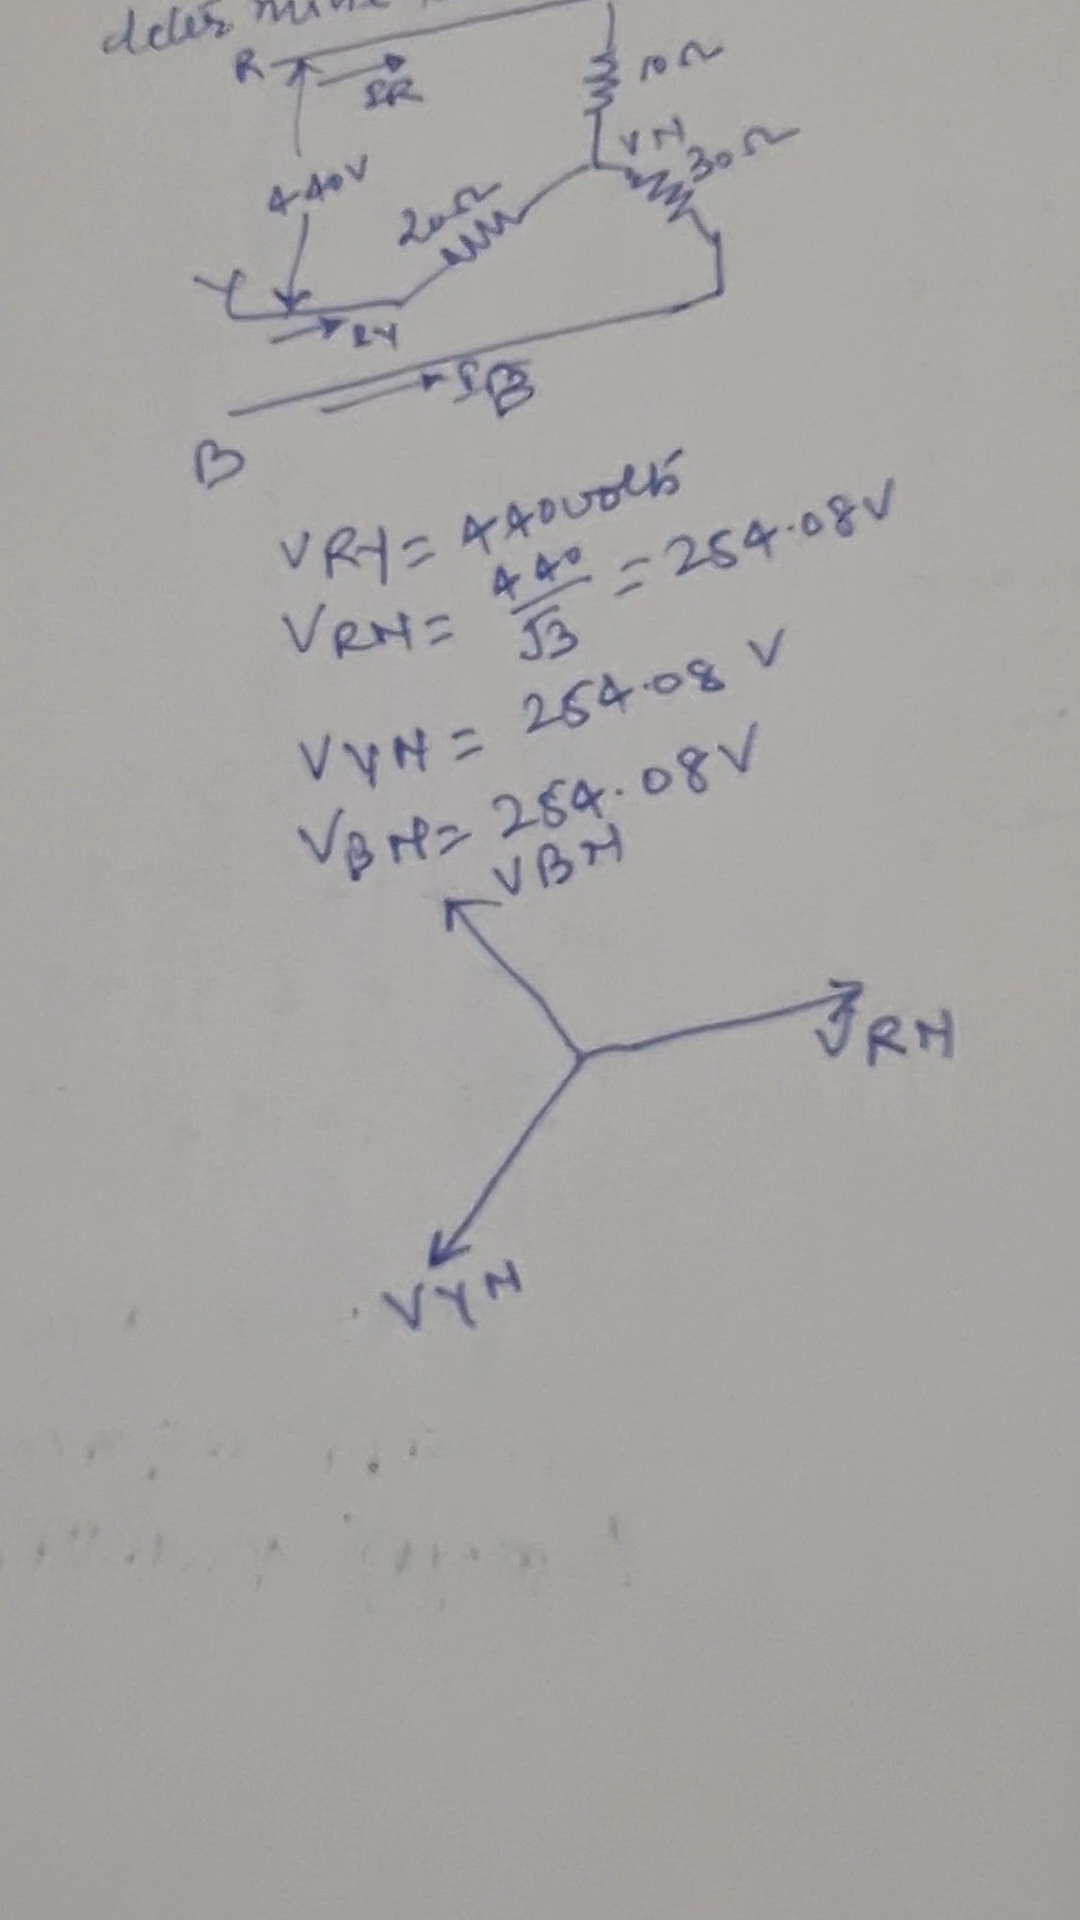 R
10Ω
IR
440V
VN
30Ω
20Ω
Y
IY
IB
B
VRY = 440volts
VRN = 440/√3 = 254.08V
VYN = 254.08 V
VBN = 254.08V
VBN
VRN
VYN